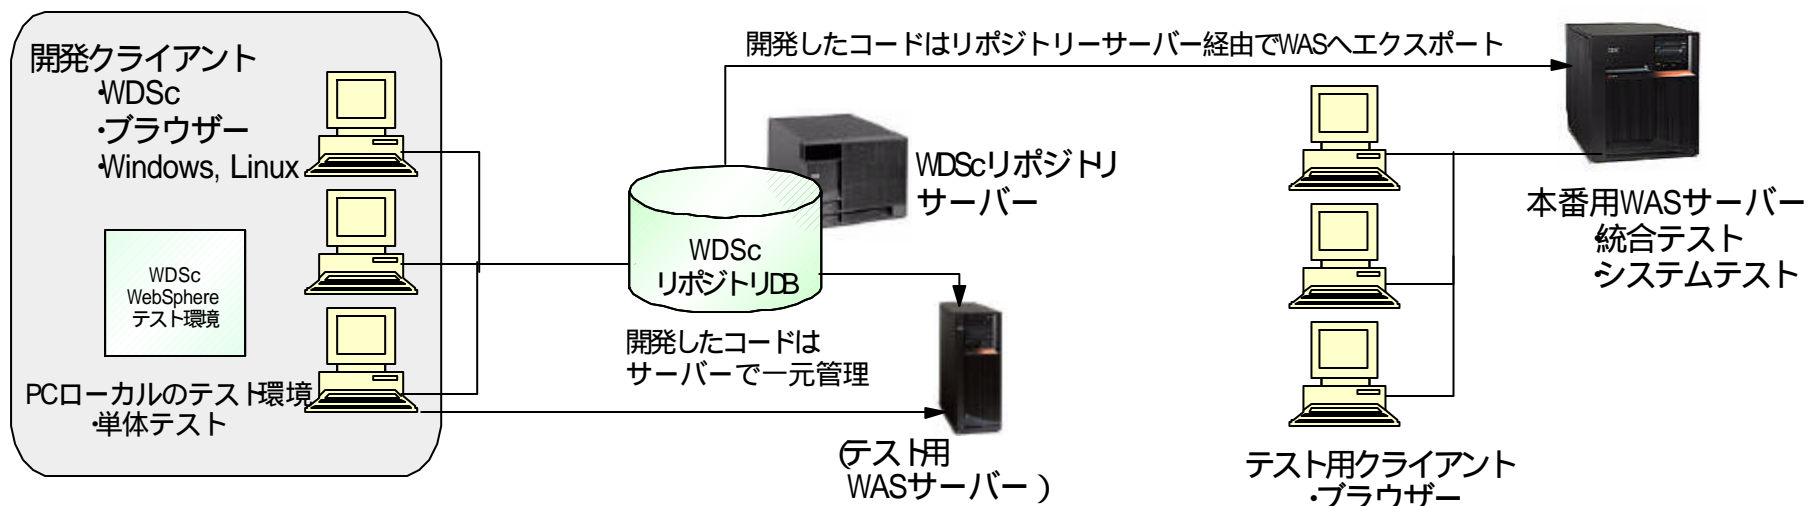 開発クライアント
・WDSc
・ブラウザー
・Windows, Linux
WDSc
WebSphere
テスト環境
PCローカルのテスト環境
・単体テスト
開発したコードはリポジトリーサーバー経由でWASへエクスポート
WDScリポジトリ
サーバー
WDSc
リポジトリDB
開発したコードは
サーバーで一元管理
(テスト用
WASサーバー)
本番用WASサーバー
・統合テスト
・システムテスト
テスト用クライアント
・ブラウザー